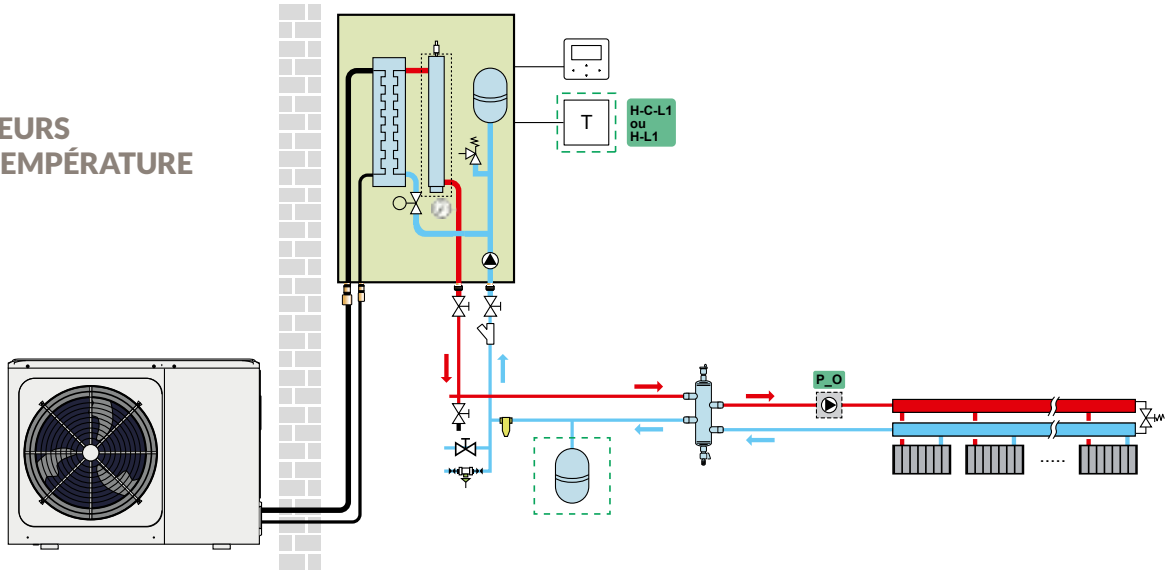 EURS
EMPÉRATURE
T
H-C-L1
ou
H-L1
P_O